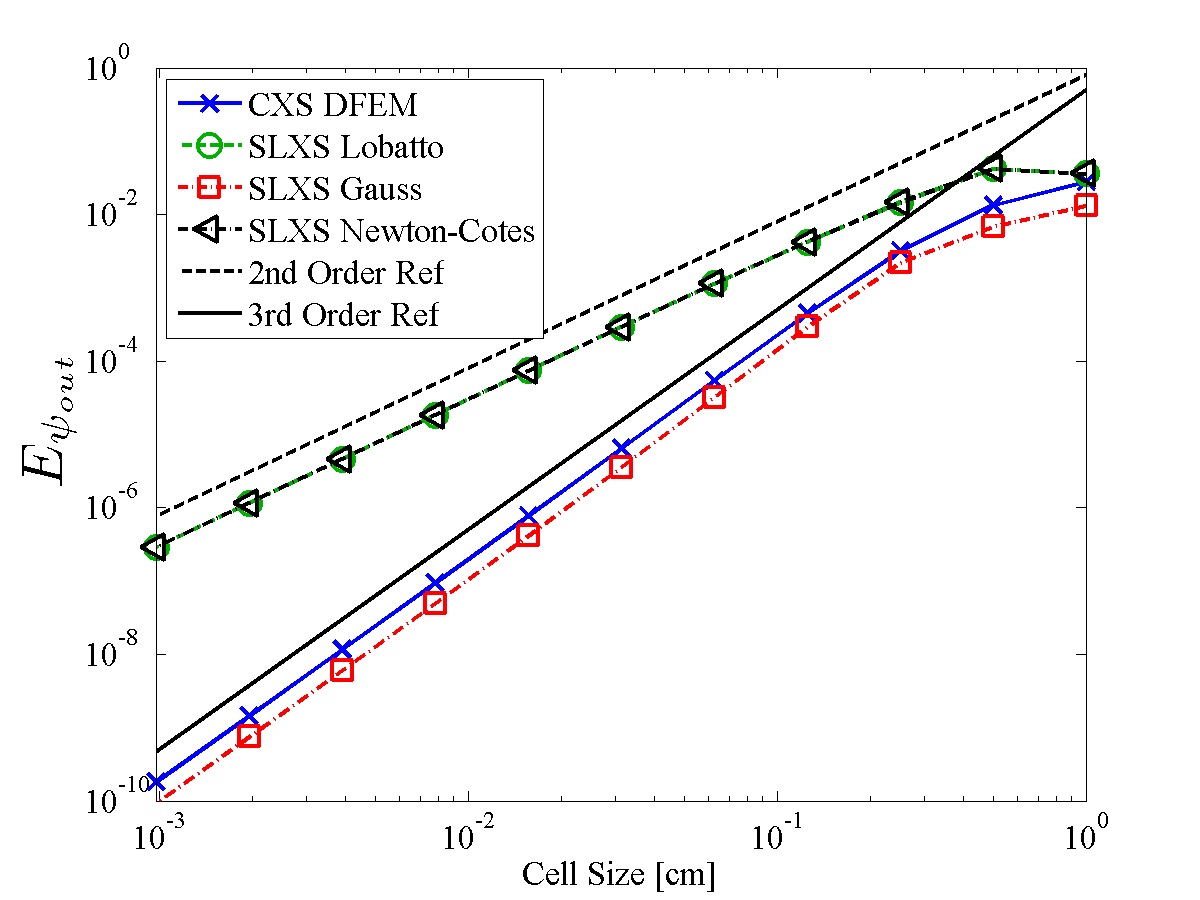 10^0
10^-2
10^-4
10^-6
10^-8
10^-10
E_ψ_out
CXS DFEM
SLXS Lobatto
SLXS Gauss
SLXS Newton-Cotes
2nd Order Ref
3rd Order Ref
10^-3
10^-2
10^-1
10^0
Cell Size [cm]